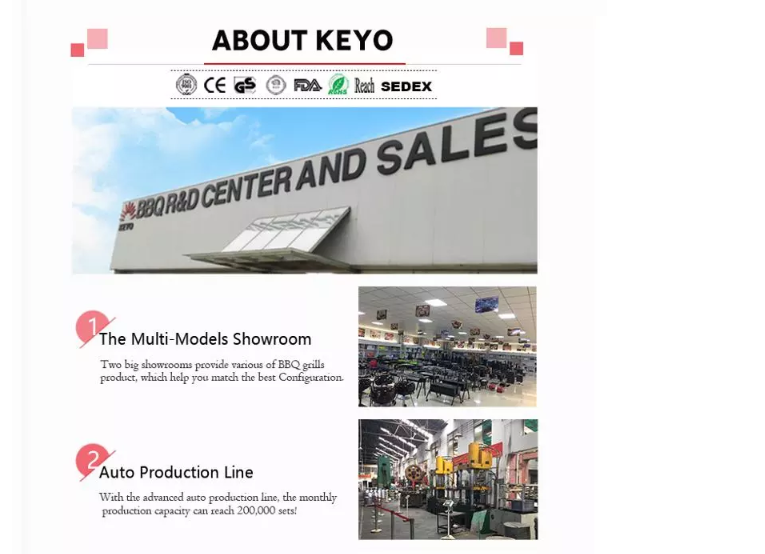 ABOUT KEYO
CE GS FDA RoHS Reach SEDEX
BBQ R&D CENTER AND SALES
KEYO
1
The Multi-Models Showroom
Two big showrooms provide various of BBQ grills
product, which help you match the best Configuration.
2
Auto Production Line
With the advanced auto production line, the monthly
production capacity can reach 200,000 sets!